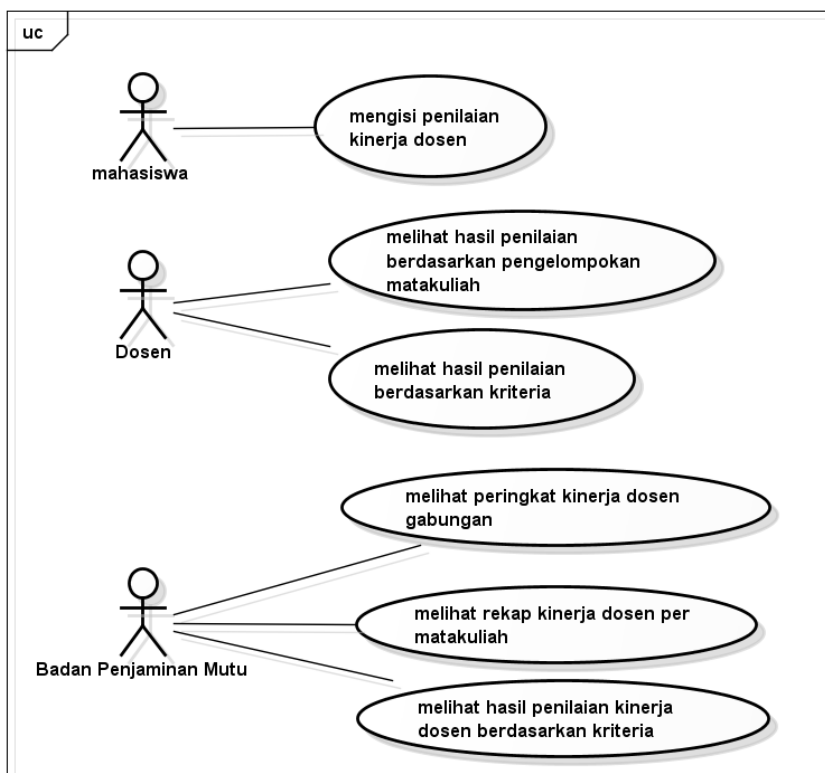 uc
mengisi penilaian
kinerja dosen
mahasiswa
melihat hasil penilaian
berdasarkan pengelompokan
matakuliah
Dosen
melihat hasil penilaian
berdasarkan kriteria
melihat peringkat kinerja dosen
gabungan
melihat rekap kinerja dosen per
matakuliah
Badan Penjaminan Mutu
melihat hasil penilaian kinerja
dosen berdasarkan kriteria